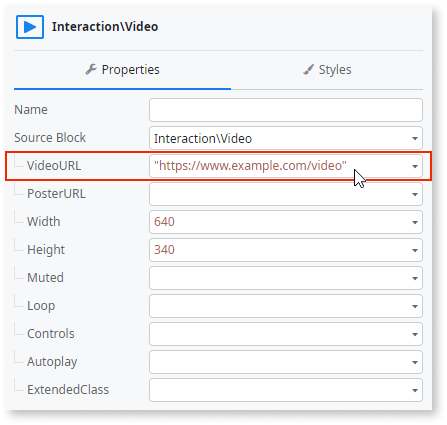 Interaction\Video
Properties Styles
Name
Source Block Interaction\Video
VideoURL "https://www.example.com/video"
PosterURL
Width 640
Height 340
Muted
Loop
Controls
Autoplay
ExtendedClass